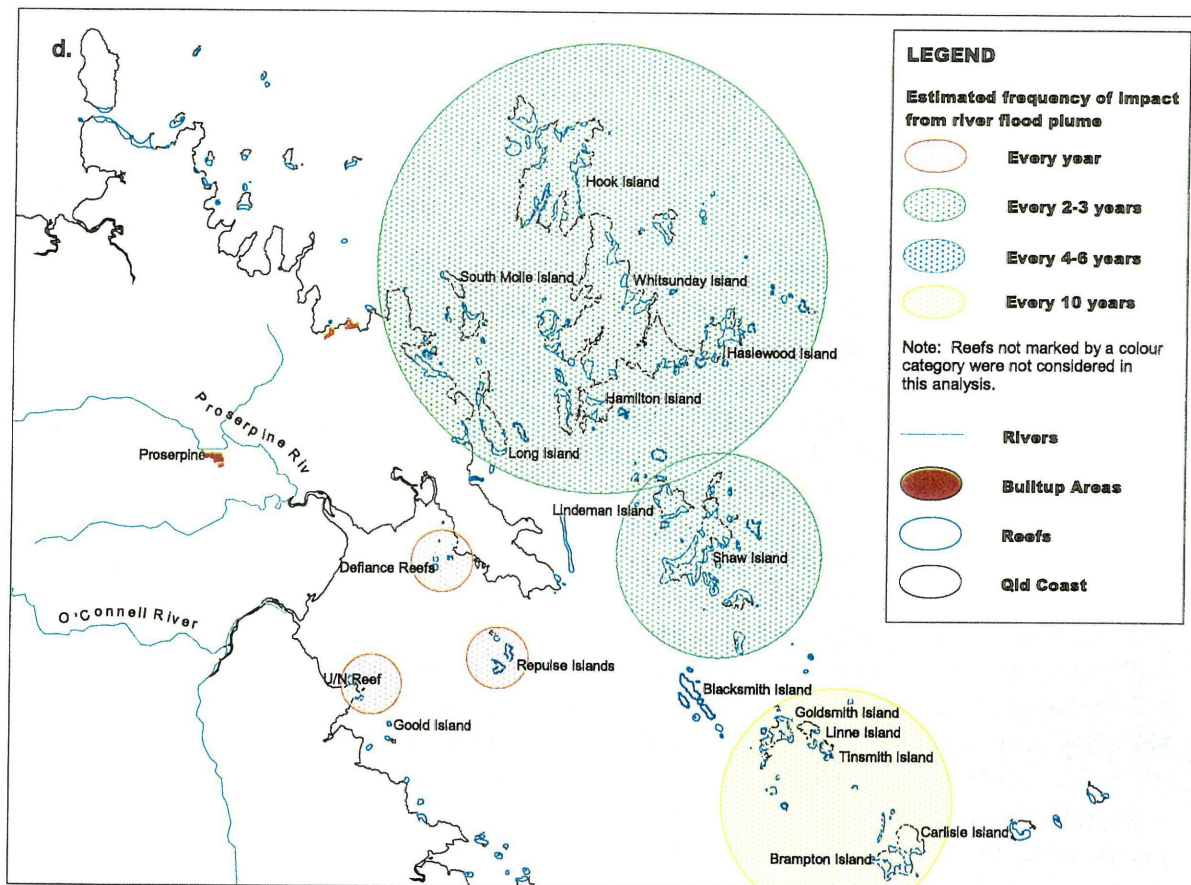 d.
Hook Island
South Molle Island
Whitsunday Island
Haslewood Island
Hamilton Island
Long Island
Proserpine Riv
Proserpine
Lindeman Island
Shaw Island
Defiance Reefs
O'Connell River
Repulse Islands
U/N Reef
Goold Island
Blacksmith Island
Goldsmith Island
Linne Island
Tinsmith Island
Carlisle Island
Brampton Island
LEGEND
Estimated frequency of impact
from river flood plume
Every year
Every 2-3 years
Every 4-6 years
Every 10 years
Note: Reefs not marked by a colour
category were not considered in
this analysis.
Rivers
Builtup Areas
Reefs
Qld Coast